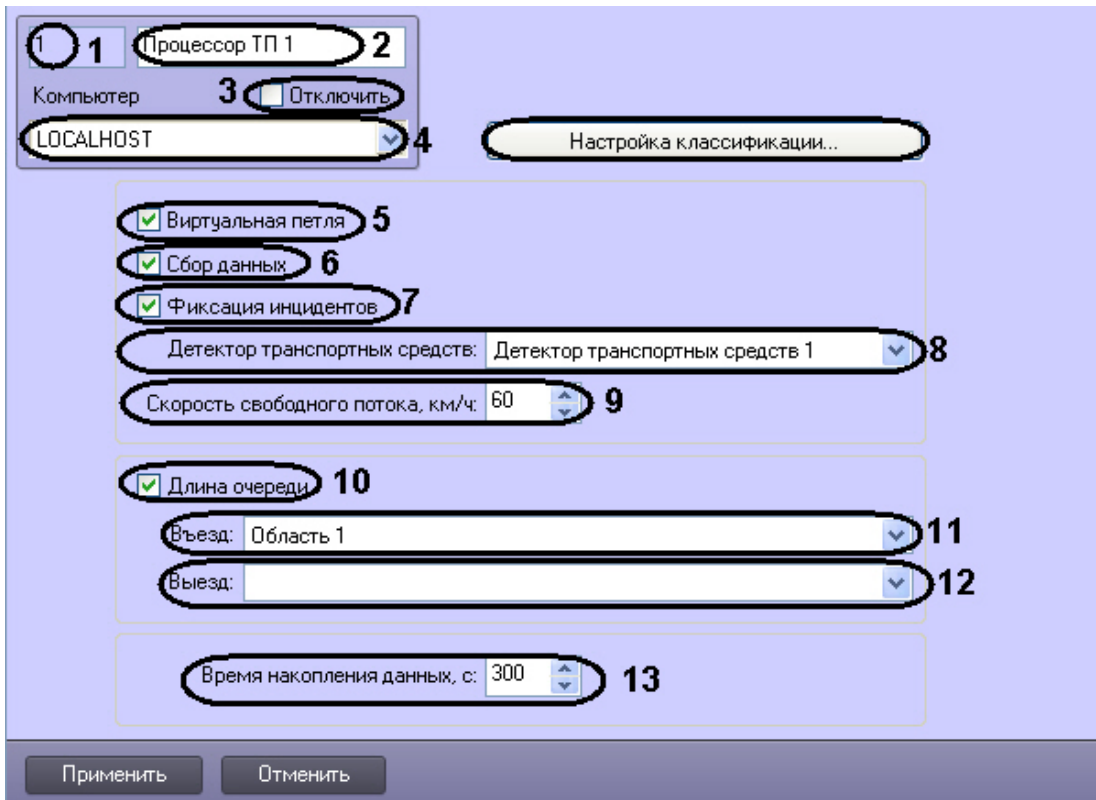 1 1 Процессор ТП 1 2
Компьютер 3 Отключить
LOCALHOST 4 Настройка классификации...
Виртуальная петля 5
Сбор данных 6
Фиксация инцидентов 7
Детектор транспортных средств: Детектор транспортных средств 1 8
Скорость свободного потока, км/ч: 60 9
Длина очереди 10
Въезд: Область 1 11
Выезд: 12
Время накопления данных, с: 300 13
Применить Отменить